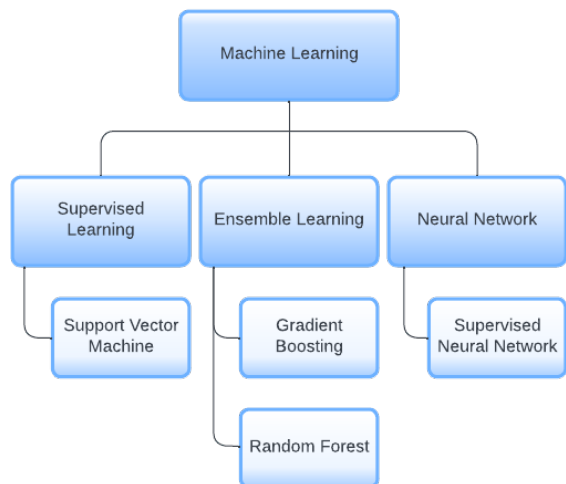 Machine Learning
Supervised
Learning
Ensemble Learning
Neural Network
Support Vector
Machine
Gradient
Boosting
Supervised
Neural Network
Random Forest